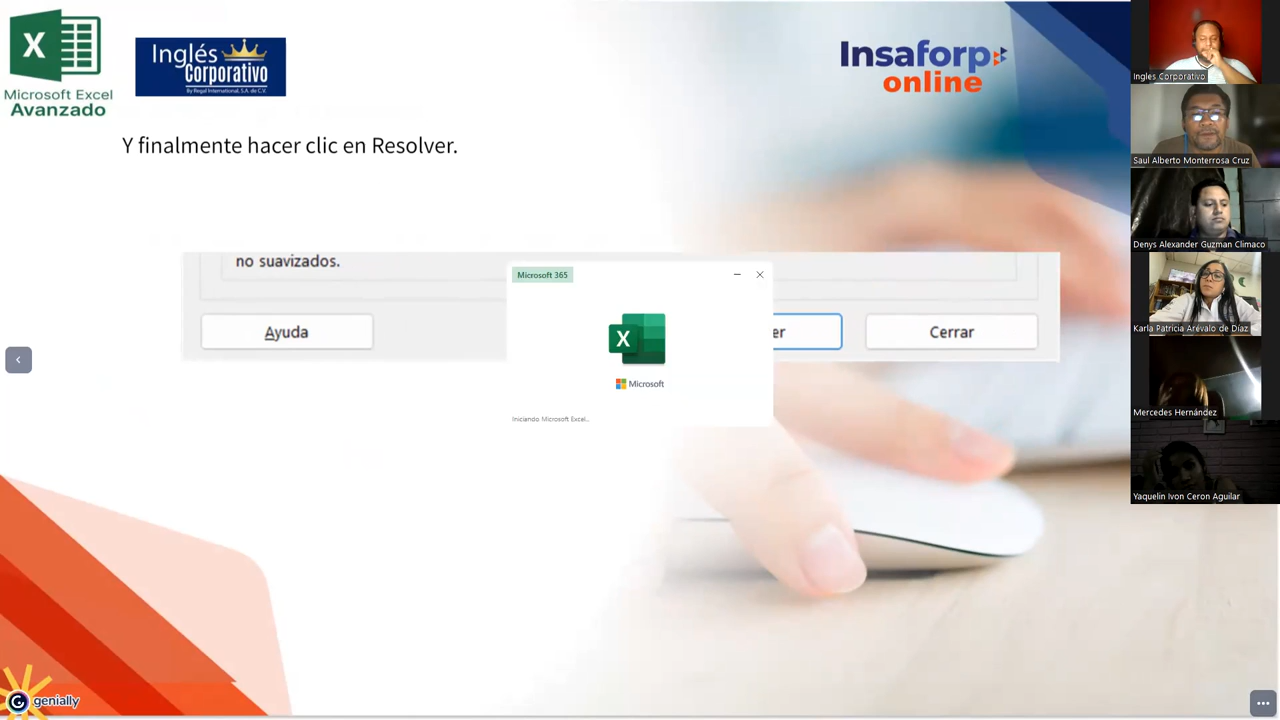 Microsoft Excel
Avanzado
Inglés
Corporativo
By Regal International, S.A. de C.V.
Insaforp
online
Y finalmente hacer clic en Resolver.
no suavizados.
Microsoft 365
Ayuda
er
Cerrar
X
Microsoft
Iniciando Microsoft Excel...
Ingles Corporativo
Saul Alberto Monterrosa Cruz
Denys Alexander Guzman Climaco
Karla Patricia Arévalo de Díaz
Mercedes Hernández
Yaquelin Ivon Ceron Aguilar
genially